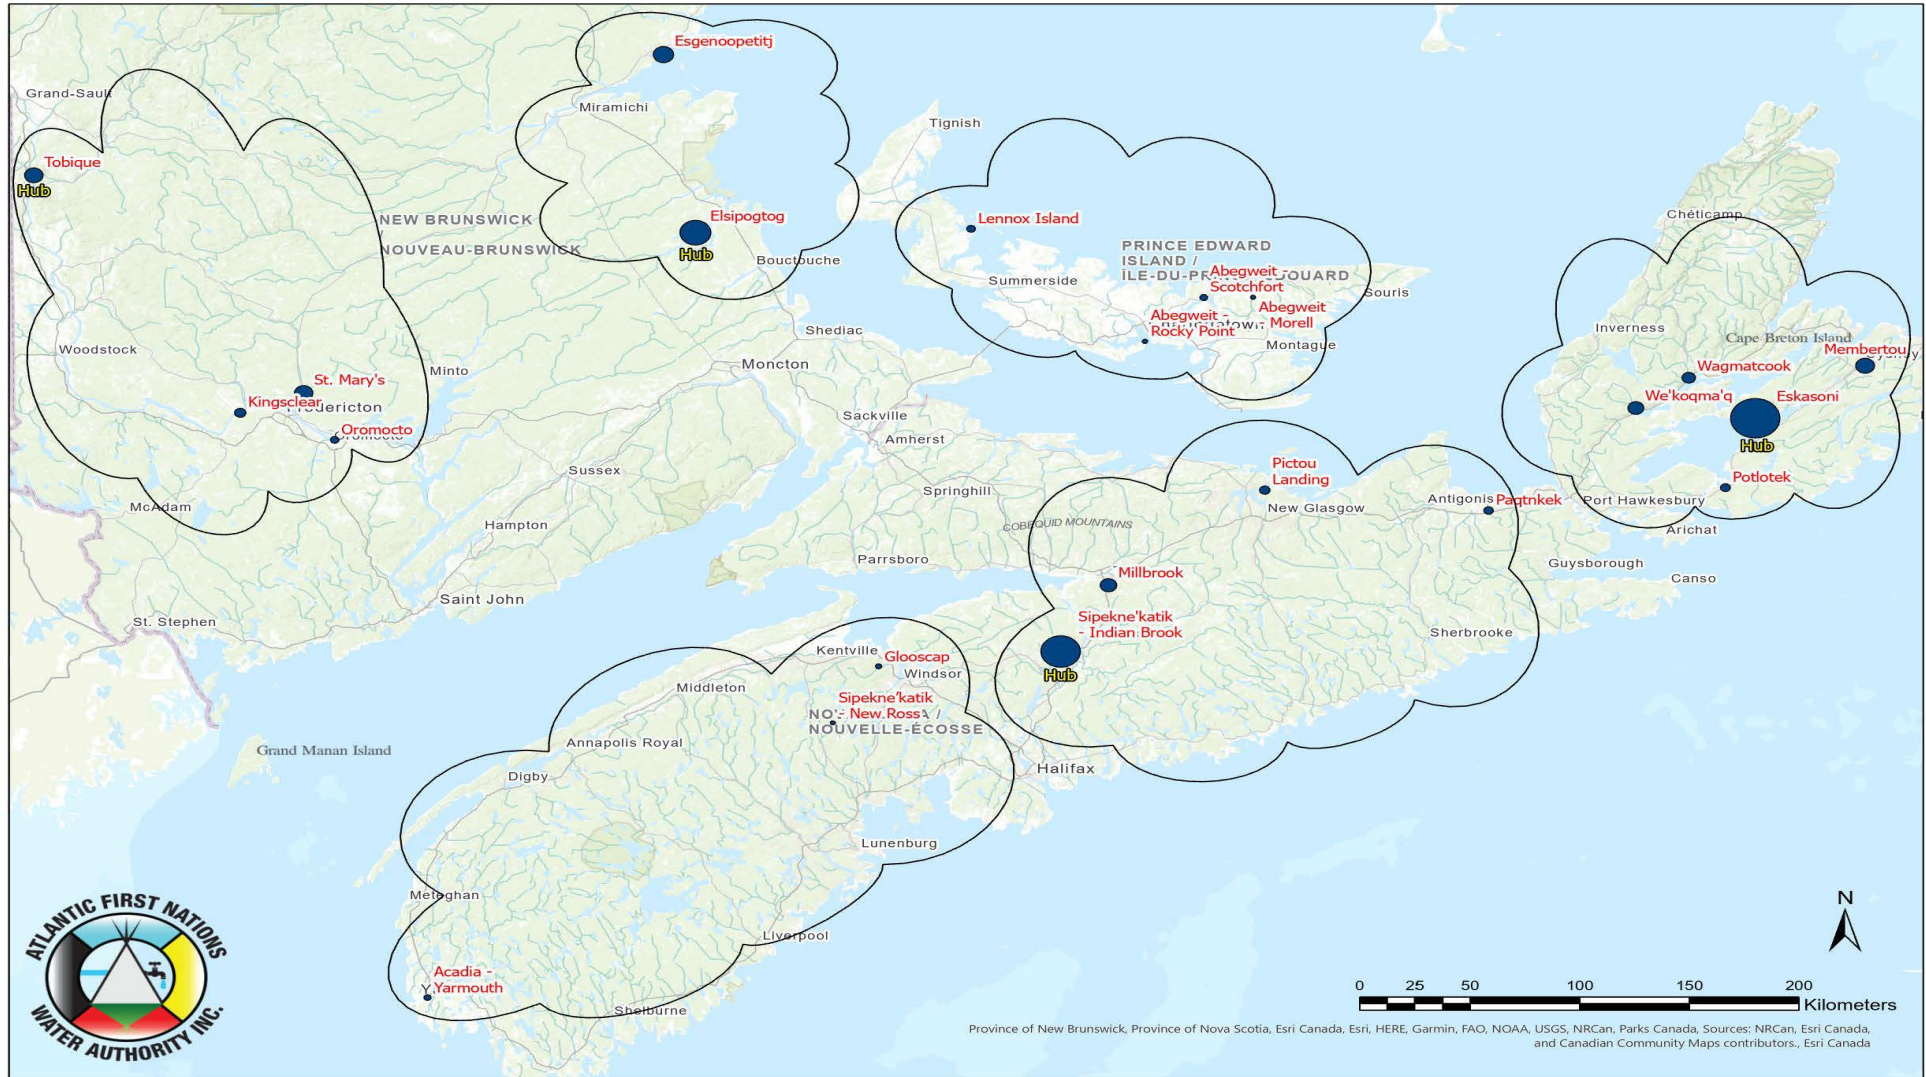 Esgenoopetitj
Grand-Sault
Miramichi
Tignish
Tobique
Hub
NEW BRUNSWICK
/
NOUVEAU-BRUNSWICK
Elsipogtog
Hub
Bouctouche
Lennox Island
PRINCE EDWARD
ISLAND /
Abegweit -
Scotchfort
Summerside
Souris
Abegweit
Morell
Abegweit -
Rocky Point
Montague
Chéticamp
Inverness
Cape Breton Island
Membertou
Wagmatcook
We'koqma'q
Eskasoni
Hub
Potlotek
Port Hawkesbury
Arichat
Shediac
Moncton
Woodstock
Minto
St. Mary's
Kingsclear
Fredericton
Oromocto
Sackville
Amherst
Sussex
Springhill
Pictou
Landing
New Glasgow
Antigonis
Paqtnkek
McAdam
Hampton
COBEQUID MOUNTAINS
Parrsboro
Millbrook
Guysborough
Canso
Saint John
St. Stephen
Sipekne'katik
- Indian Brook
Hub
Sherbrooke
Kentville
Glooscap
Windsor
Middleton
Sipekne'katik
- New Ross
NOUVELLE-ÉCOSSE
Annapolis Royal
Grand Manan Island
Digby
Halifax
Lunenburg
Meteghan
Liverpool
Acadia -
Yarmouth
Shelburne
ATLANTIC FIRST NATIONS
WATER AUTHORITY INC.
N
0 25 50 100 150 200
Kilometers
Province of New Brunswick, Province of Nova Scotia, Esri Canada, Esri, HERE, Garmin, FAO, NOAA, USGS, NRCan, Parks Canada, Sources: NRCan, Esri Canada,
and Canadian Community Maps contributors., Esri Canada